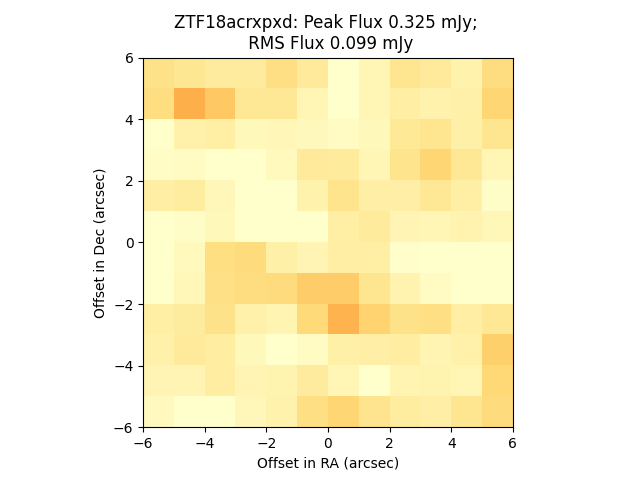 ZTF18acrxpxd: Peak Flux 0.325 mJy;
RMS Flux 0.099 mJy
6
4
2
0
−2
−4
−6
Offset in Dec (arcsec)
−6 −4 −2 0 2 4 6
Offset in RA (arcsec)